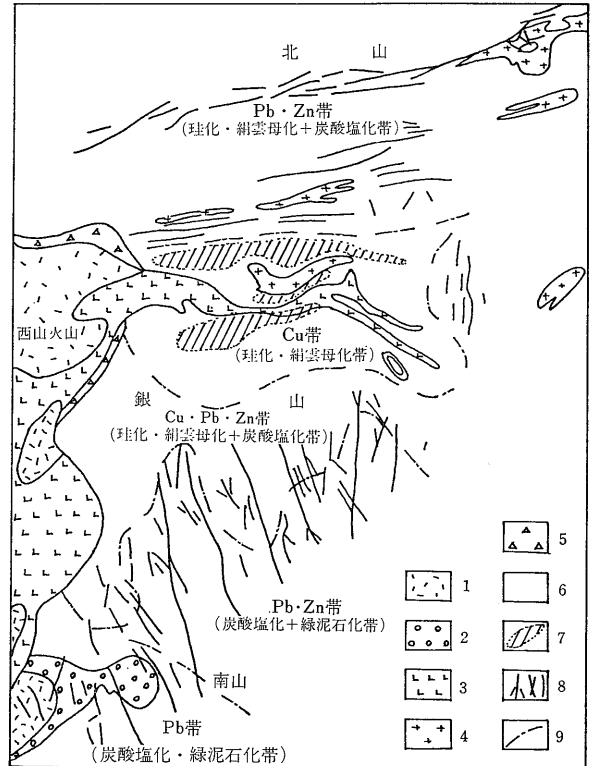 北 山
Pb・Zn帯
(珪化・絹雲母化＋炭酸塩化帯)
西山火山
Cu帯
(珪化・絹雲母化帯)
銀 山
Cu・Pb・Zn帯
(珪化・絹雲母化＋炭酸塩化帯)
Pb・Zn帯
(炭酸塩化＋緑泥石化帯)
南山
Pb帯
(炭酸塩化・緑泥石化帯)
5
1 6
2 7
3 8
4 9